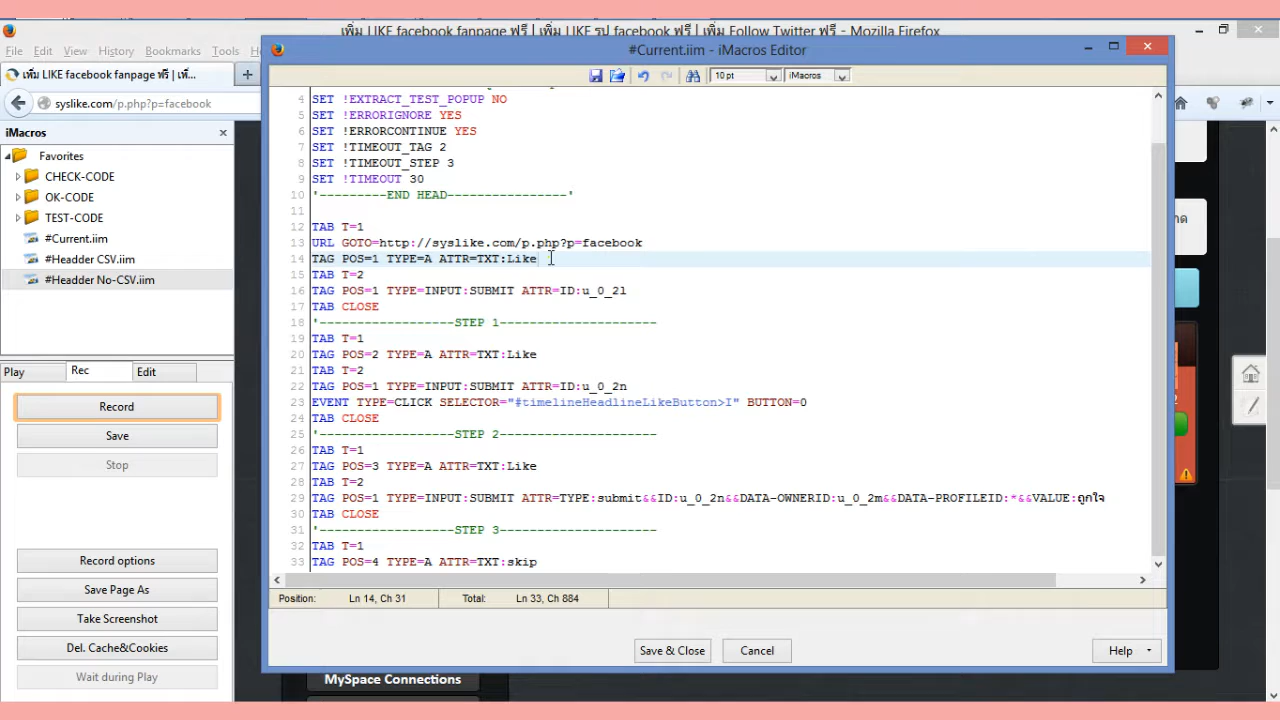 เพิ่ม LIKE facebook fanpage ฟรี | เพิ่ม LIKE รูป facebook ฟรี | เพิ่ม Follow Twitter ฟรี - Mozilla Firefox
File Edit View History Bookmarks Tools
#Current.iim - iMacros Editor
เพิ่ม LIKE facebook fanpage ฟรี | เพิ่...
10 pt iMacros
syslike.com/p.php?p=facebook
iMacros
Favorites
CHECK-CODE
OK-CODE
TEST-CODE
#Current.iim
#Headder CSV.iim
#Headder No-CSV.iim
Play Rec Edit
Record
Save
Stop
Record options
Save Page As
Take Screenshot
Del. Cache&Cookies
Wait during Play
4 SET !EXTRACT_TEST_POPUP NO
5 SET !ERRORIGNORE YES
6 SET !ERRORCONTINUE YES
7 SET !TIMEOUT_TAG 2
8 SET !TIMEOUT_STEP 3
9 SET !TIMEOUT 30
10 '---------END HEAD----------------'
11
12 TAB T=1
13 URL GOTO=http://syslike.com/p.php?p=facebook
14 TAG POS=1 TYPE=A ATTR=TXT:Like
15 TAB T=2
16 TAG POS=1 TYPE=INPUT:SUBMIT ATTR=ID:u_0_2l
17 TAB CLOSE
18 '------------------STEP 1---------------------
19 TAB T=1
20 TAG POS=2 TYPE=A ATTR=TXT:Like
21 TAB T=2
22 TAG POS=1 TYPE=INPUT:SUBMIT ATTR=ID:u_0_2n
23 EVENT TYPE=CLICK SELECTOR="#timelineHeadlineLikeButton>I" BUTTON=0
24 TAB CLOSE
25 '------------------STEP 2---------------------
26 TAB T=1
27 TAG POS=3 TYPE=A ATTR=TXT:Like
28 TAB T=2
29 TAG POS=1 TYPE=INPUT:SUBMIT ATTR=TYPE:submit&&ID:u_0_2n&&DATA-OWNERID:u_0_2m&&DATA-PROFILEID:*&&VALUE:ถูกใจ
30 TAB CLOSE
31 '------------------STEP 3---------------------
32 TAB T=1
33 TAG POS=4 TYPE=A ATTR=TXT:skip
Position: Ln 14, Ch 31 Total: Ln 33, Ch 884
Save & Close Cancel Help
MySpace Connections